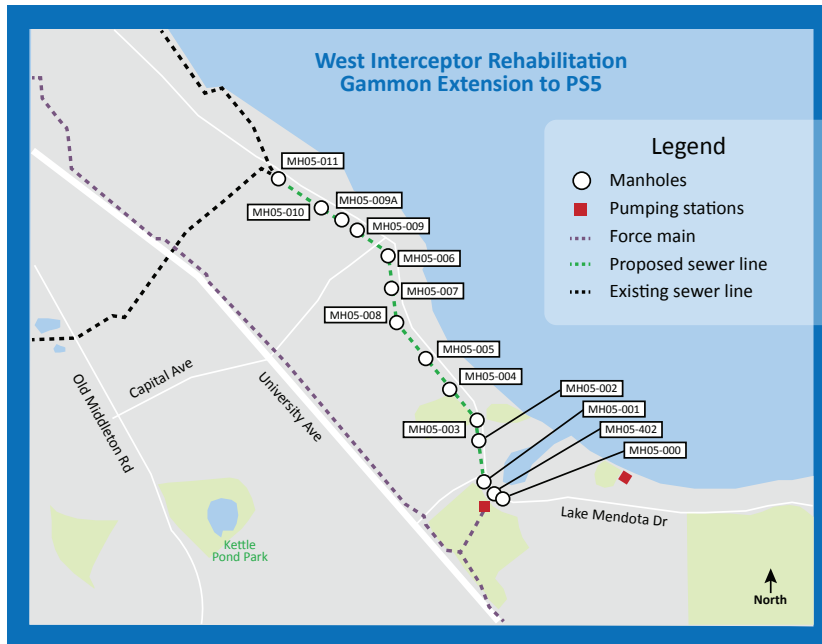 West Interceptor Rehabilitation
Gammon Extension to PS5
Legend
Manholes
Pumping stations
Force main
Proposed sewer line
Existing sewer line
MH05-011
MH05-009A
MH05-010
MH05-009
MH05-006
MH05-007
MH05-008
MH05-005
MH05-004
MH05-002
MH05-001
MH05-003
MH05-402
MH05-000
Capital Ave
University Ave
Old Middleton Rd
Lake Mendota Dr
Kettle
Pond Park
North